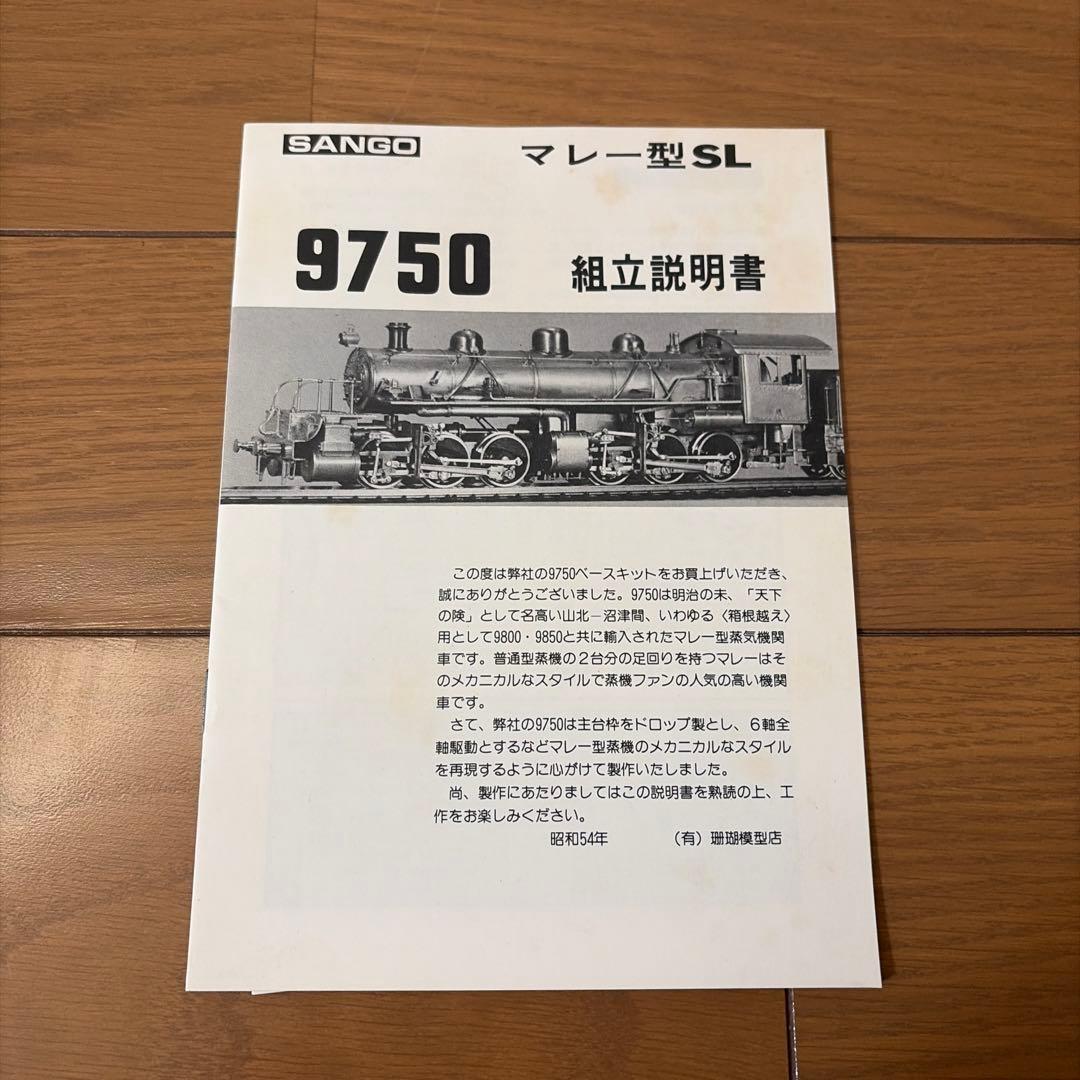 SANGO
マレー型SL
9750
組立説明書
この度は弊社の9750ベースキットをお買上げいただき、
誠にありがとうございました。9750は明治の末、「天下
の険」として名高い山北－沼津間、いわゆる〈箱根越え〉
用として9800・9850と共に輸入されたマレー型蒸気機関
車です。普通型蒸機の２台分の足回りを持つマレーはそ
のメカニカルなスタイルで蒸機ファンの人気の高い機関
車です。
さて、弊社の9750は主台枠をドロップ製とし、６軸全
軸駆動とするなどマレー型蒸機のメカニカルなスタイル
を再現するように心がけて製作いたしました。
尚、製作にあたりましてはこの説明書を熟読の上、工
作をお楽しみください。
昭和54年　（有）珊瑚模型店